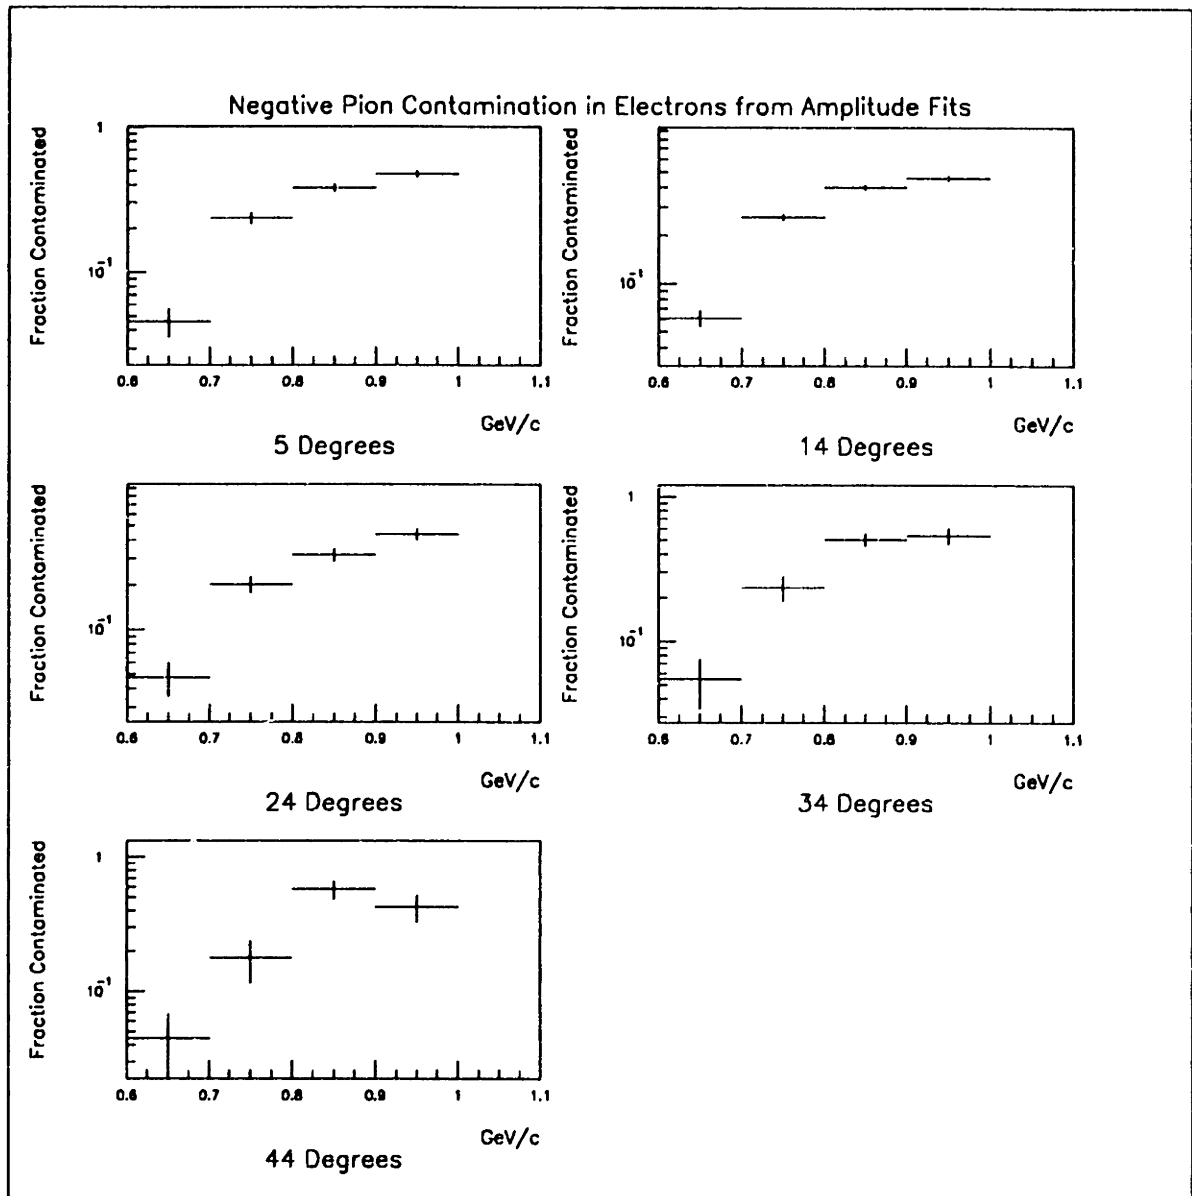 Negative Pion Contamination in Electrons from Amplitude Fits
Fraction Contaminated
1
10⁻¹
0.6 0.7 0.8 0.9 1 1.1
GeV/c
5 Degrees
Fraction Contaminated
10⁻¹
0.6 0.7 0.8 0.9 1 1.1
GeV/c
14 Degrees
Fraction Contaminated
10⁻¹
0.6 0.7 0.8 0.9 1 1.1
GeV/c
24 Degrees
Fraction Contaminated
1
10⁻¹
0.6 0.7 0.8 0.9 1 1.1
GeV/c
34 Degrees
Fraction Contaminated
1
10⁻¹
0.6 0.7 0.8 0.9 1 1.1
GeV/c
44 Degrees